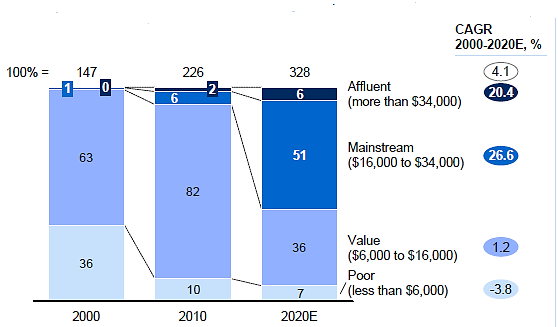 CAGR
2000-2020E, %
100% = 147 226 328 4.1
1 0 2 6 Affluent 20.4
(more than $34,000)
6
Mainstream
63 51 ($16,000 to $34,000) 26.6
82
Value
36 ($6,000 to $16,000) 1.2
36
Poor
10 7 (less than $6,000) -3.8
2000 2010 2020E